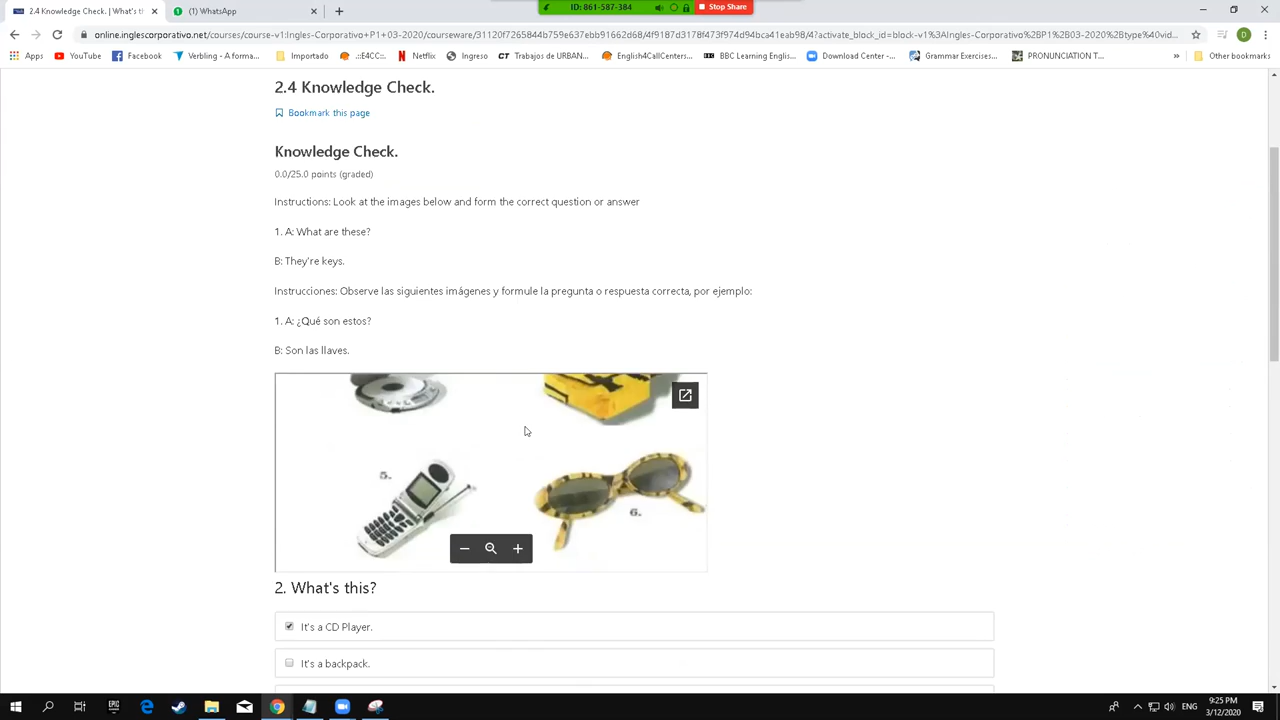 2.4 Knowledge Check. | What's th
(1) WhatsApp
ID: 861-587-384
Stop Share
online.inglescorporativo.net/courses/course-v1:Ingles-Corporativo+P1+03-2020/courseware/31120f7265844b759e637ebb91662d68/4f9187d3178f473f974d94bcc41eab98/4?activate_block_id=block-v1%3AIngles-Corporativo%2BP1%2B03-2020%2Btype%40vid...
D
Apps YouTube Facebook Verbling - A forma... Importado .::E4CC::. Netflix Ingreso CT Trabajos de URBAN... English4CallCenters... BBC Learning Englis... Download Center -... Grammar Exercises... PRONUNCIATION T... » Other bookmarks
2.4 Knowledge Check.
Bookmark this page
Knowledge Check.
0.0/25.0 points (graded)
Instructions: Look at the images below and form the correct question or answer
1. A: What are these?
B: They're keys.
Instrucciones: Observe las siguientes imágenes y formule la pregunta o respuesta correcta, por ejemplo:
1. A: ¿Qué son estos?
B: Son las llaves.
5.
6.
2. What's this?
It's a CD Player.
It's a backpack.
ENG
9:25 PM
3/12/2020